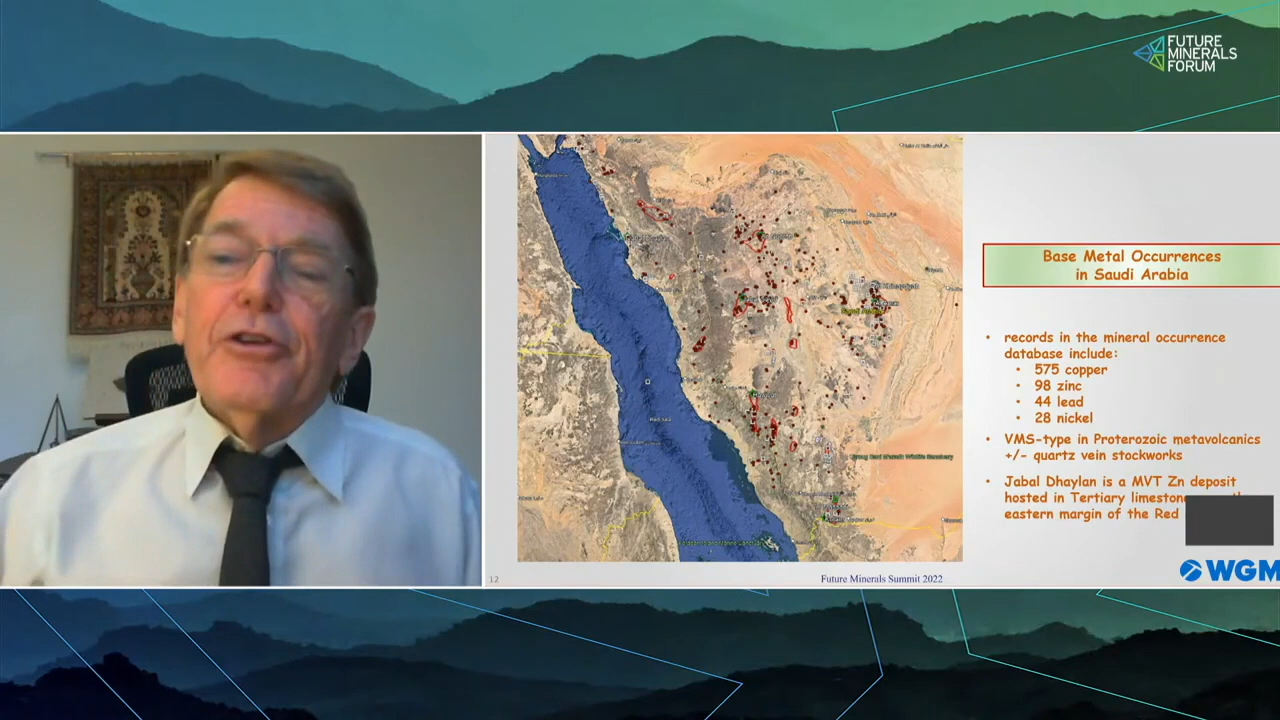 FUTURE
MINERALS
FORUM
Base Metal Occurrences
in Saudi Arabia
• records in the mineral occurrence
database include:
• 575 copper
• 98 zinc
• 44 lead
• 28 nickel
• VMS-type in Proterozoic metavolcanics
+/- quartz vein stockworks
• Jabal Dhaylan is a MVT Zn deposit
hosted in Tertiary limestone
eastern margin of the Red
Red Sea
12
Future Minerals Summit 2022
WGM